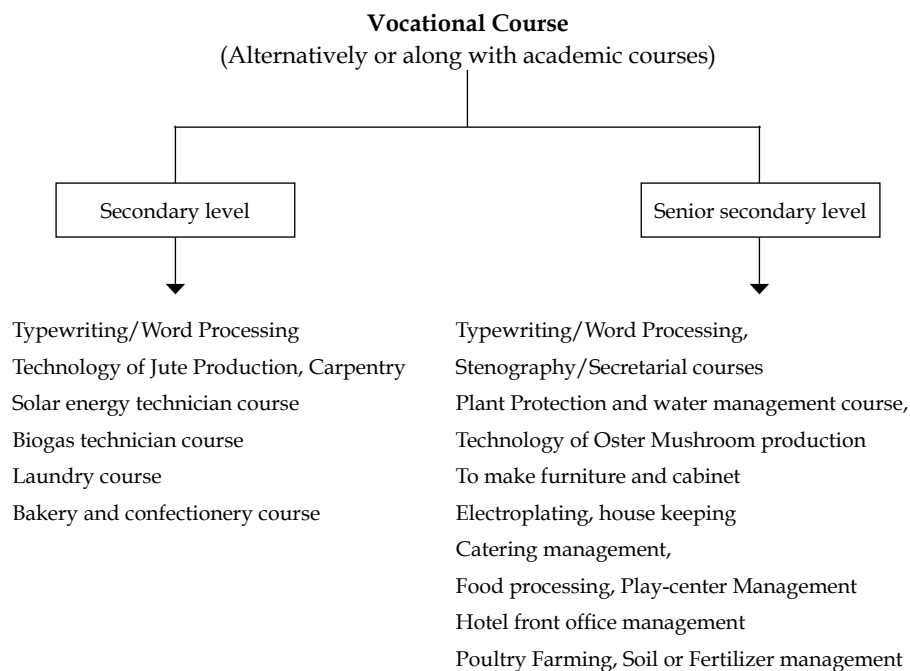 Vocational Course
(Alternatively or along with academic courses)
Secondary level
Typewriting/Word Processing
Technology of Jute Production, Carpentry
Solar energy technician course
Biogas technician course
Laundry course
Bakery and confectionery course
Senior secondary level
Typewriting/Word Processing,
Stenography/Secretarial courses
Plant Protection and water management course,
Technology of Oster Mushroom production
To make furniture and cabinet
Electroplating, house keeping
Catering management,
Food processing, Play-center Management
Hotel front office management
Poultry Farming, Soil or Fertilizer management